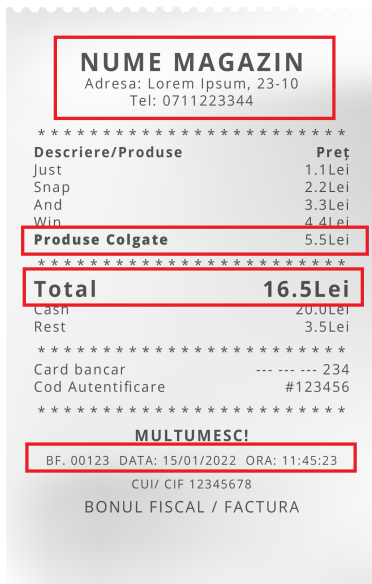 NUME MAGAZIN
Adresa: Lorem Ipsum, 23-10
Tel: 0711223344
* * * * * * * * * * * * * * * * * * * * * * * *
Descriere/Produse Preț
Just 1.1Lei
Snap 2.2Lei
And 3.3Lei
Win 4.4Lei
Produse Colgate 5.5Lei
* * * * * * * * * * * * * * * * * * * * * * * *
Total 16.5Lei
Cash 20.0Lei
Rest 3.5Lei
* * * * * * * * * * * * * * * * * * * * * * * *
Card bancar --- --- --- 234
Cod Autentificare #123456
* * * * * * * * * * * * * * * * * * * * * * * *
MULTUMESC!
BF. 00123 DATA: 15/01/2022 ORA: 11:45:23
CUI/ CIF 12345678
BONUL FISCAL / FACTURA